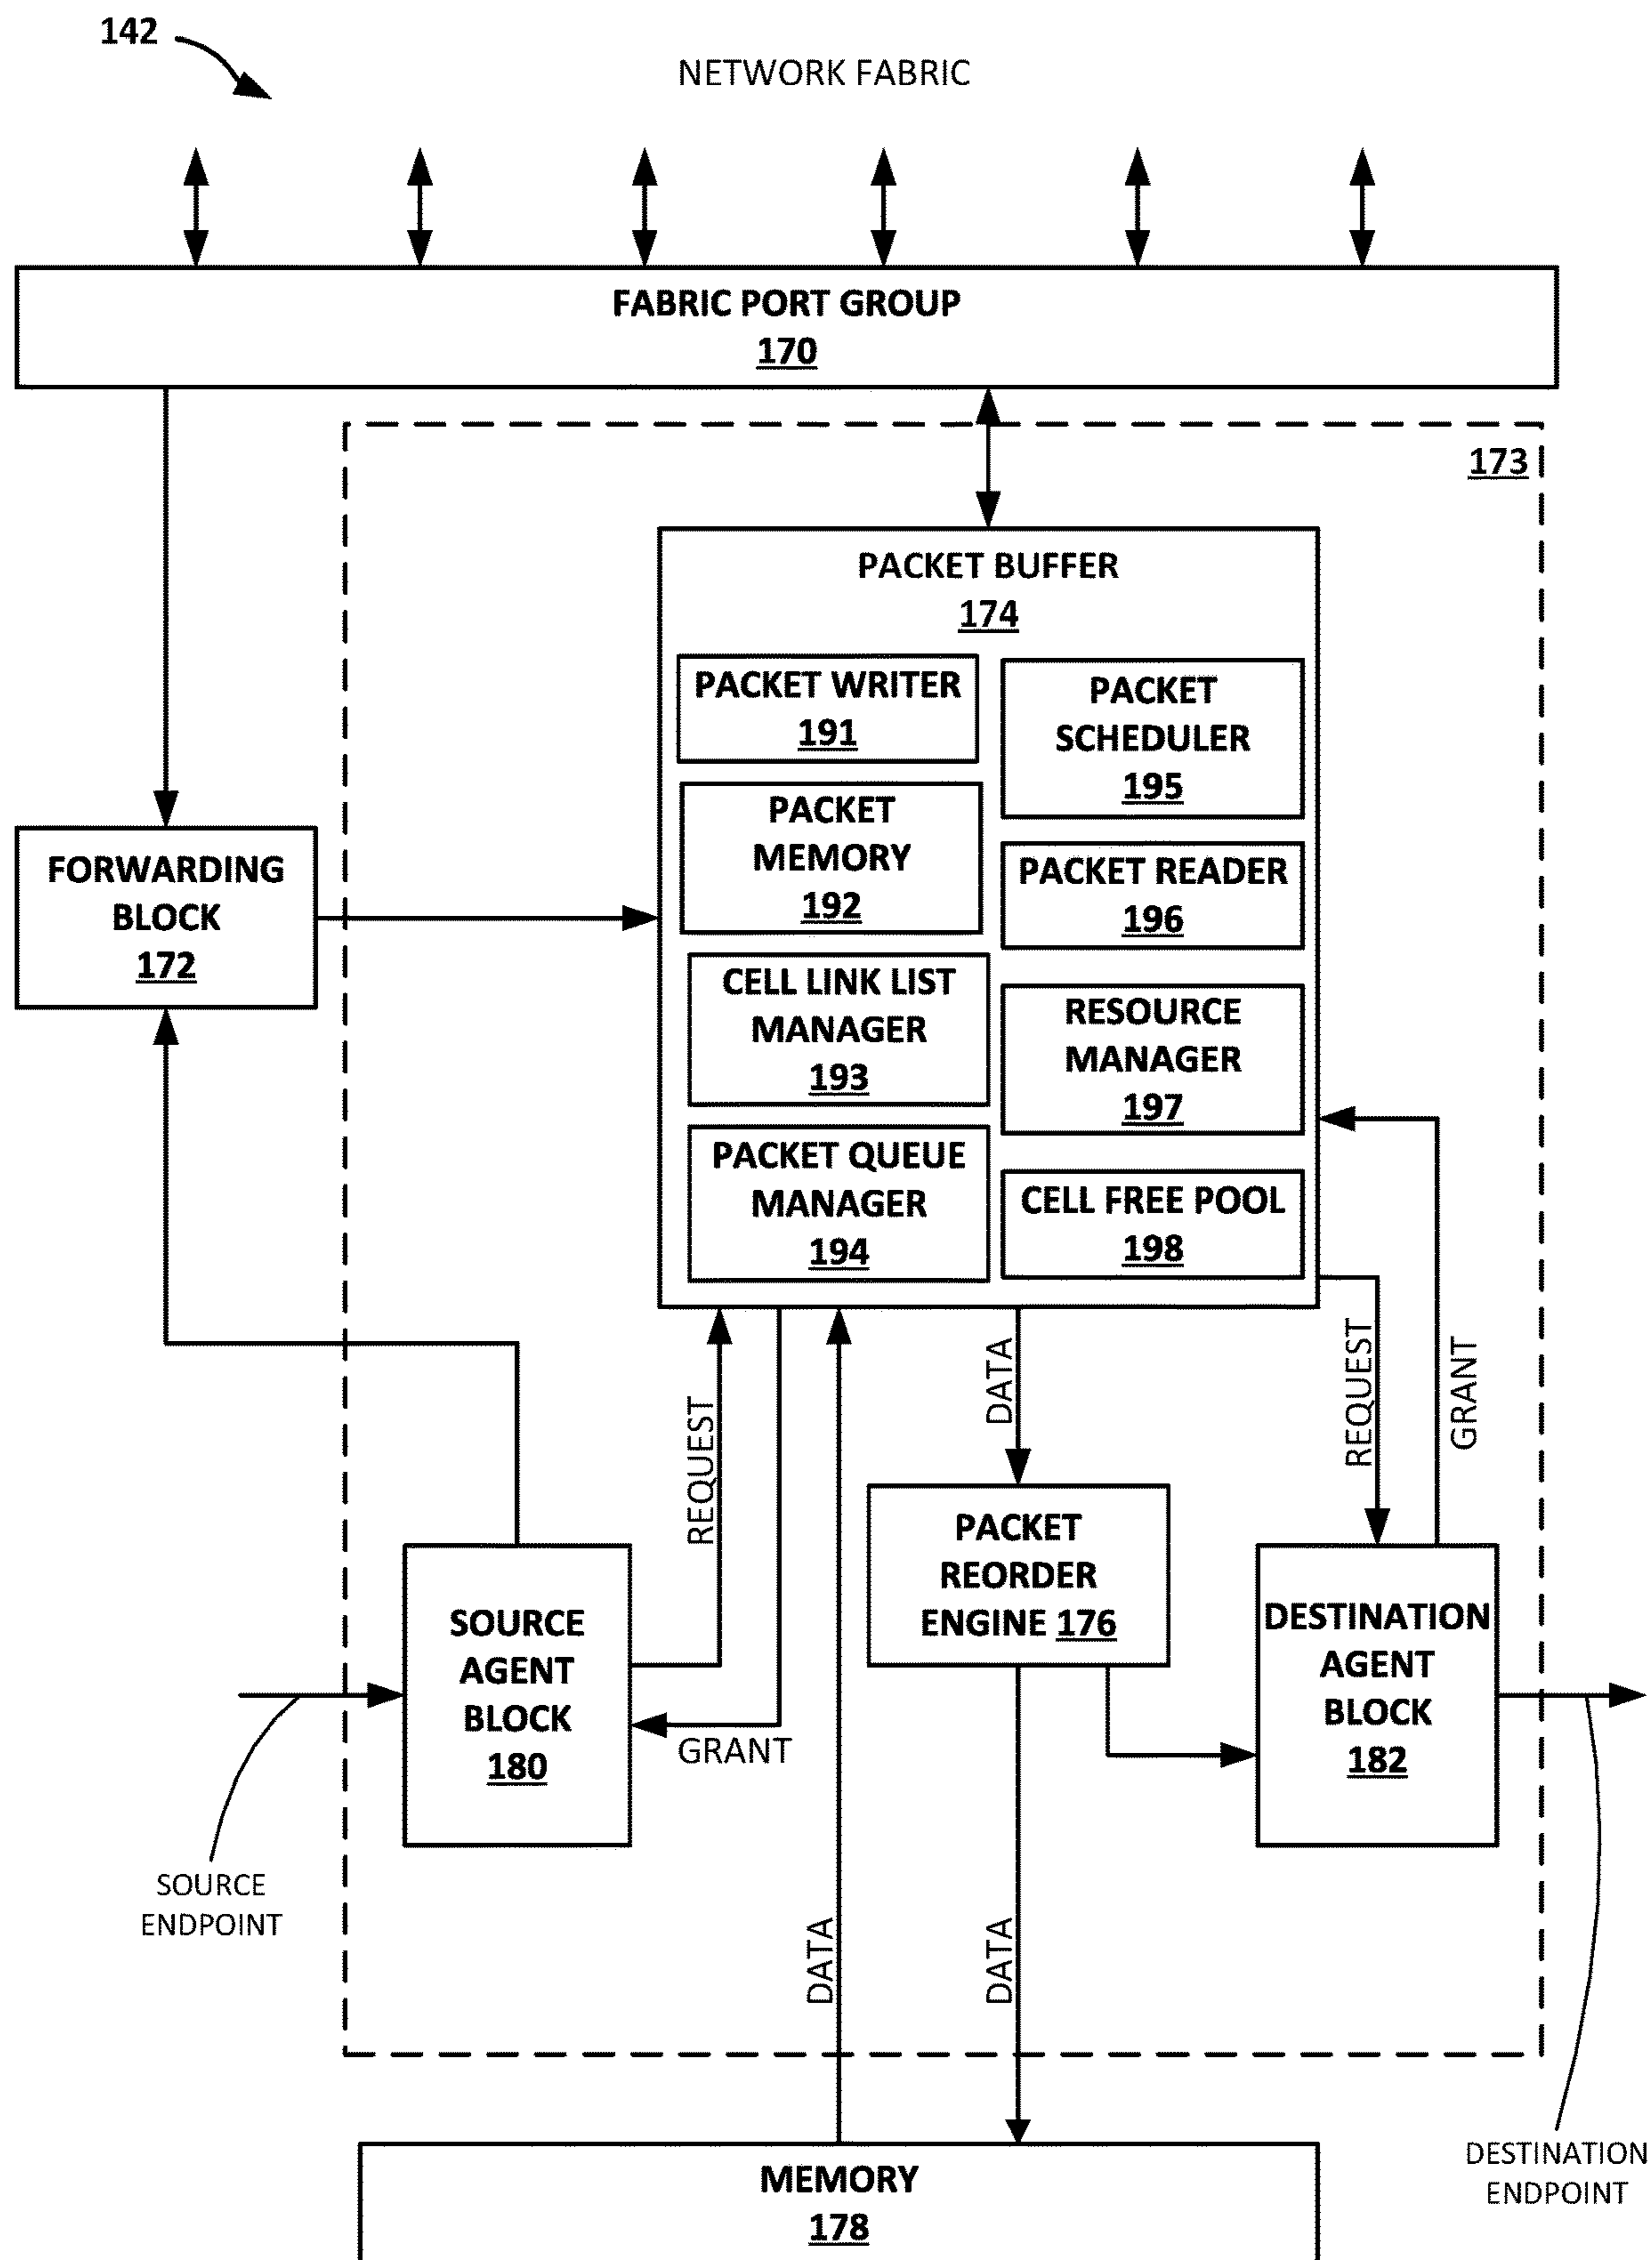 142
NETWORK FABRIC
FABRIC PORT GROUP
170
173
PACKET BUFFER
174
PACKET WRITER
191
PACKET
MEMORY
192
CELL LINK LIST
MANAGER
193
PACKET QUEUE
MANAGER
194
PACKET
SCHEDULER
195
PACKET READER
196
RESOURCE
MANAGER
197
CELL FREE POOL
198
FORWARDING
BLOCK
172
REQUEST
GRANT
DATA
REQUEST
GRANT
SOURCE
AGENT
BLOCK
180
PACKET
REORDER
ENGINE 176
DESTINATION
AGENT
BLOCK
182
SOURCE
ENDPOINT
DATA
DATA
DESTINATION
ENDPOINT
MEMORY
178